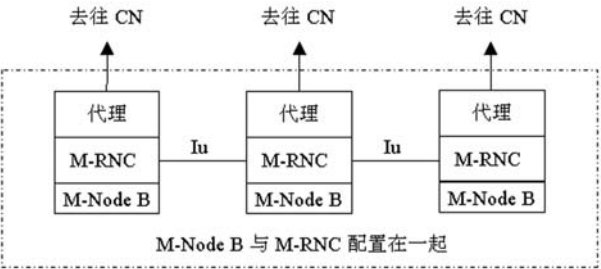 去往 CN 去往 CN 去往 CN
代理 代理 代理
M-RNC Iu M-RNC Iu M-RNC
M-Node B M-Node B M-Node B
M-Node B 与 M-RNC 配置在一起